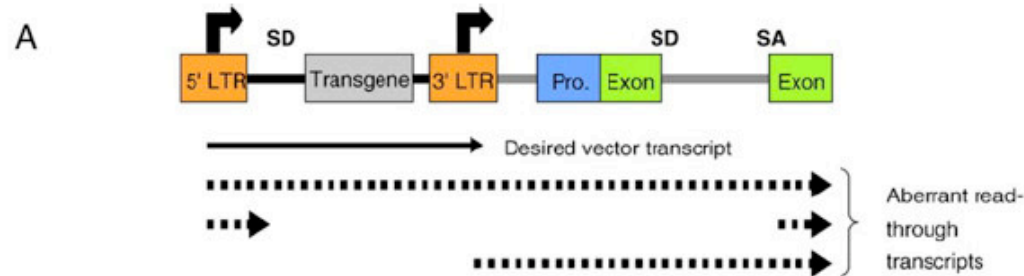 A
SD SD SA
5' LTR Transgene 3' LTR Pro. Exon Exon
Desired vector transcript
Aberrant read-
through
transcripts